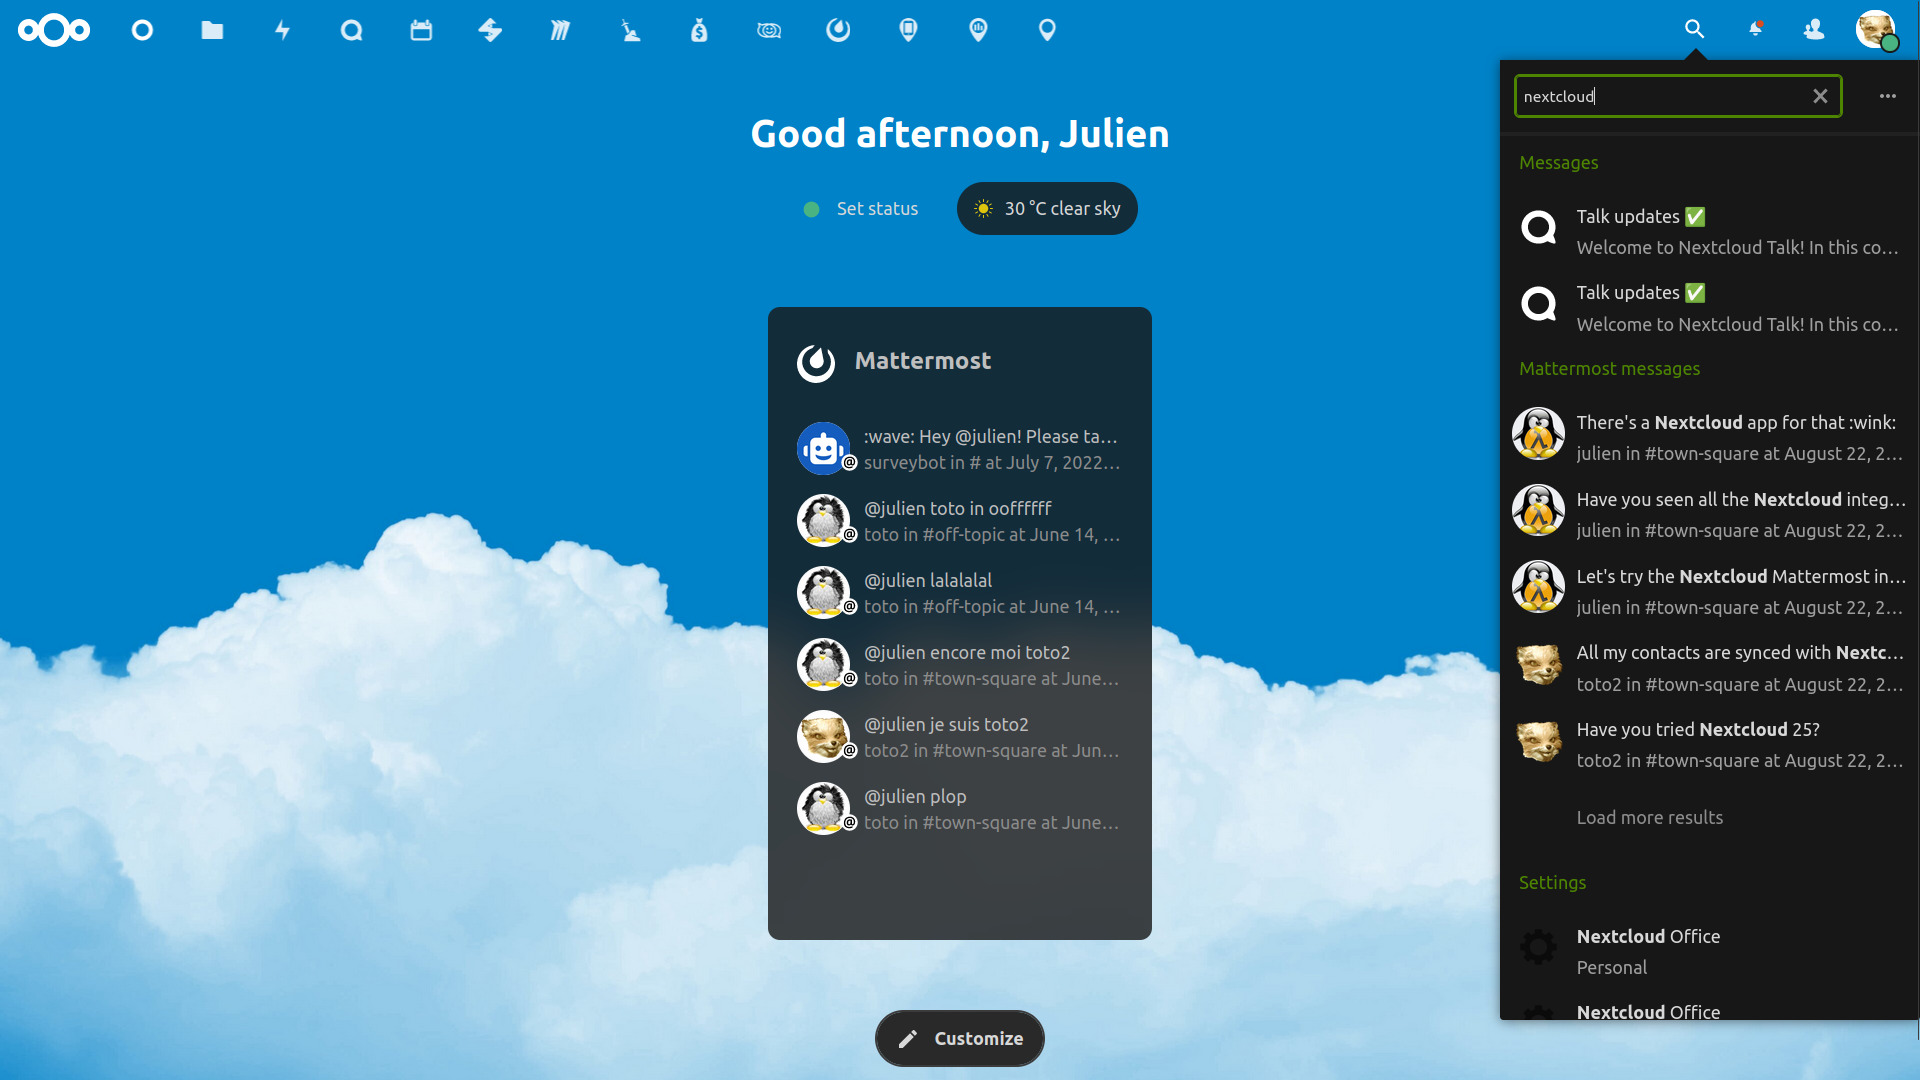 Good afternoon, Julien
Set status
30 °C clear sky
Mattermost
:wave: Hey @julien! Please ta…
surveybot in # at July 7, 2022…
@julien toto in ooffffff
toto in #off-topic at June 14, …
@julien lalalalal
toto in #off-topic at June 14, …
@julien encore moi toto2
toto in #town-square at June…
@julien je suis toto2
toto2 in #town-square at Jun…
@julien plop
toto in #town-square at June…
Customize
nextcloud
Messages
Talk updates ✅
Welcome to Nextcloud Talk! In this co…
Talk updates ✅
Welcome to Nextcloud Talk! In this co…
Mattermost messages
There's a Nextcloud app for that :wink:
julien in #town-square at August 22, 2…
Have you seen all the Nextcloud integ…
julien in #town-square at August 22, 2…
Let's try the Nextcloud Mattermost in…
julien in #town-square at August 22, 2…
All my contacts are synced with Nextc…
toto2 in #town-square at August 22, 2…
Have you tried Nextcloud 25?
toto2 in #town-square at August 22, 2…
Load more results
Settings
Nextcloud Office
Personal
Nextcloud Office